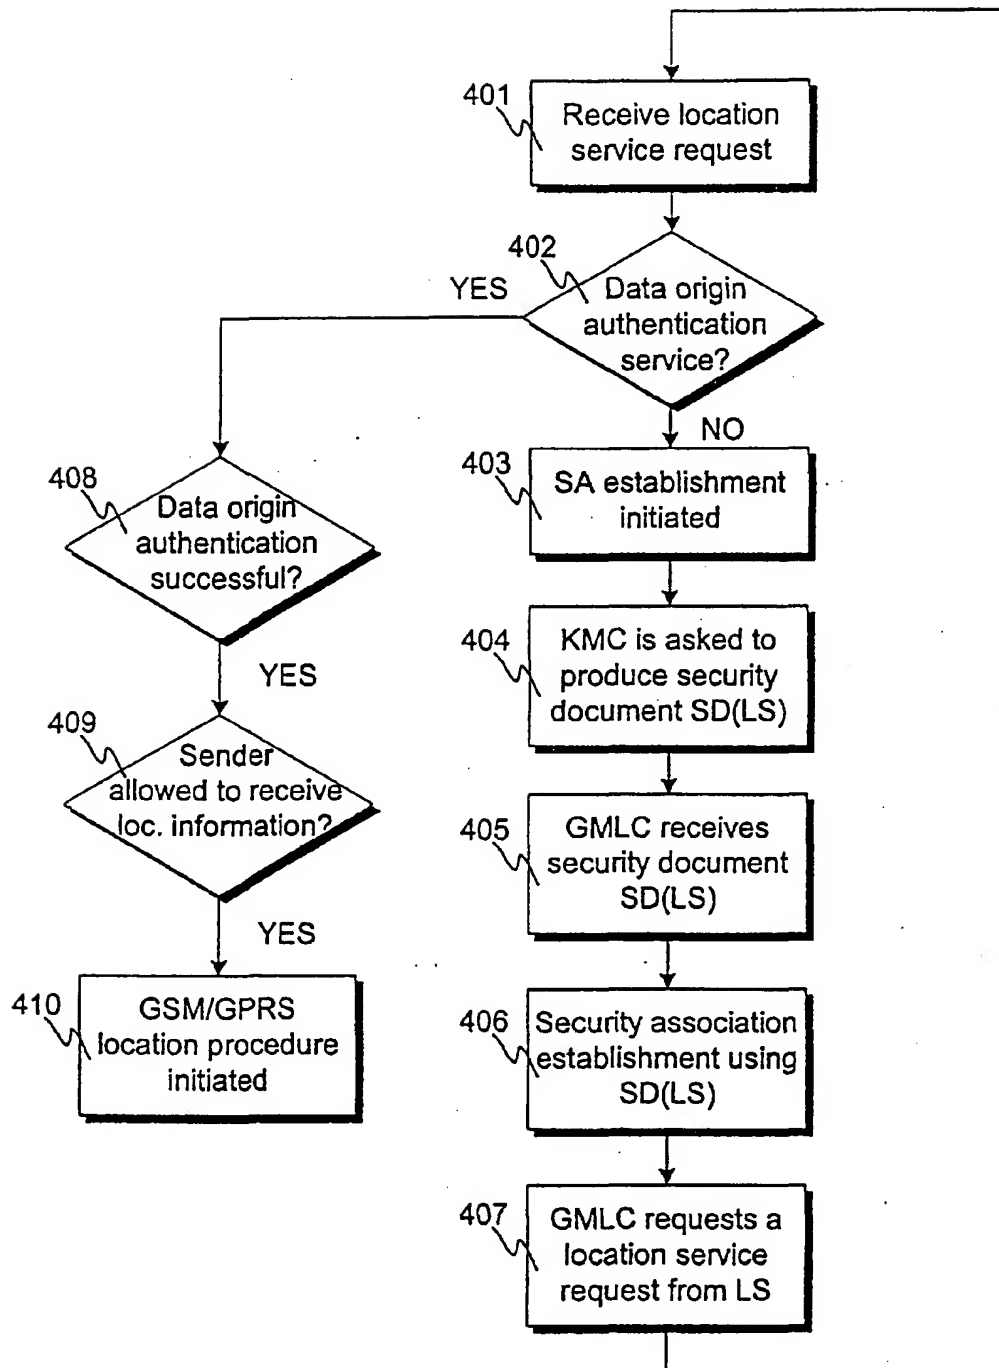 401
Receive location
service request
402
YES
Data origin
authentication
service?
NO
403
SA establishment
initiated
408
Data origin
authentication
successful?
YES
404
KMC is asked to
produce security
document SD(LS)
409
Sender
allowed to receive
loc. information?
YES
405
GMLC receives
security document
SD(LS)
410
GSM/GPRS
location procedure
initiated
406
Security association
establishment using
SD(LS)
407
GMLC requests a
location service
request from LS